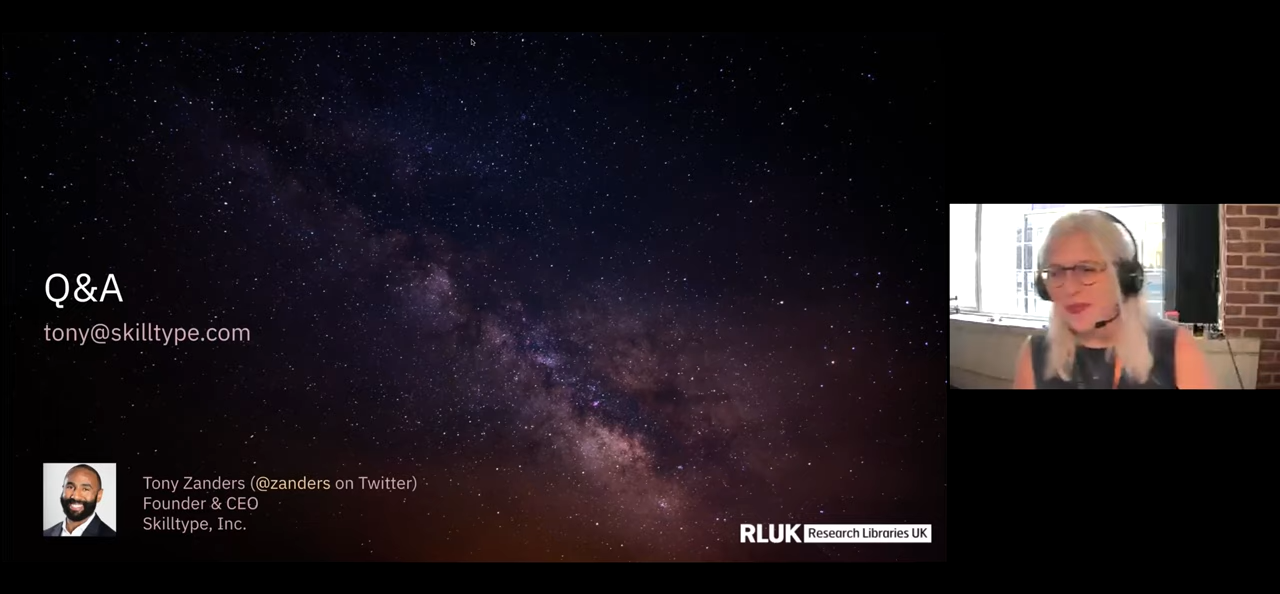 Q&A
tony@skilltype.com
Tony Zanders (@zanders on Twitter)
Founder & CEO
Skilltype, Inc.
RLUK Research Libraries UK